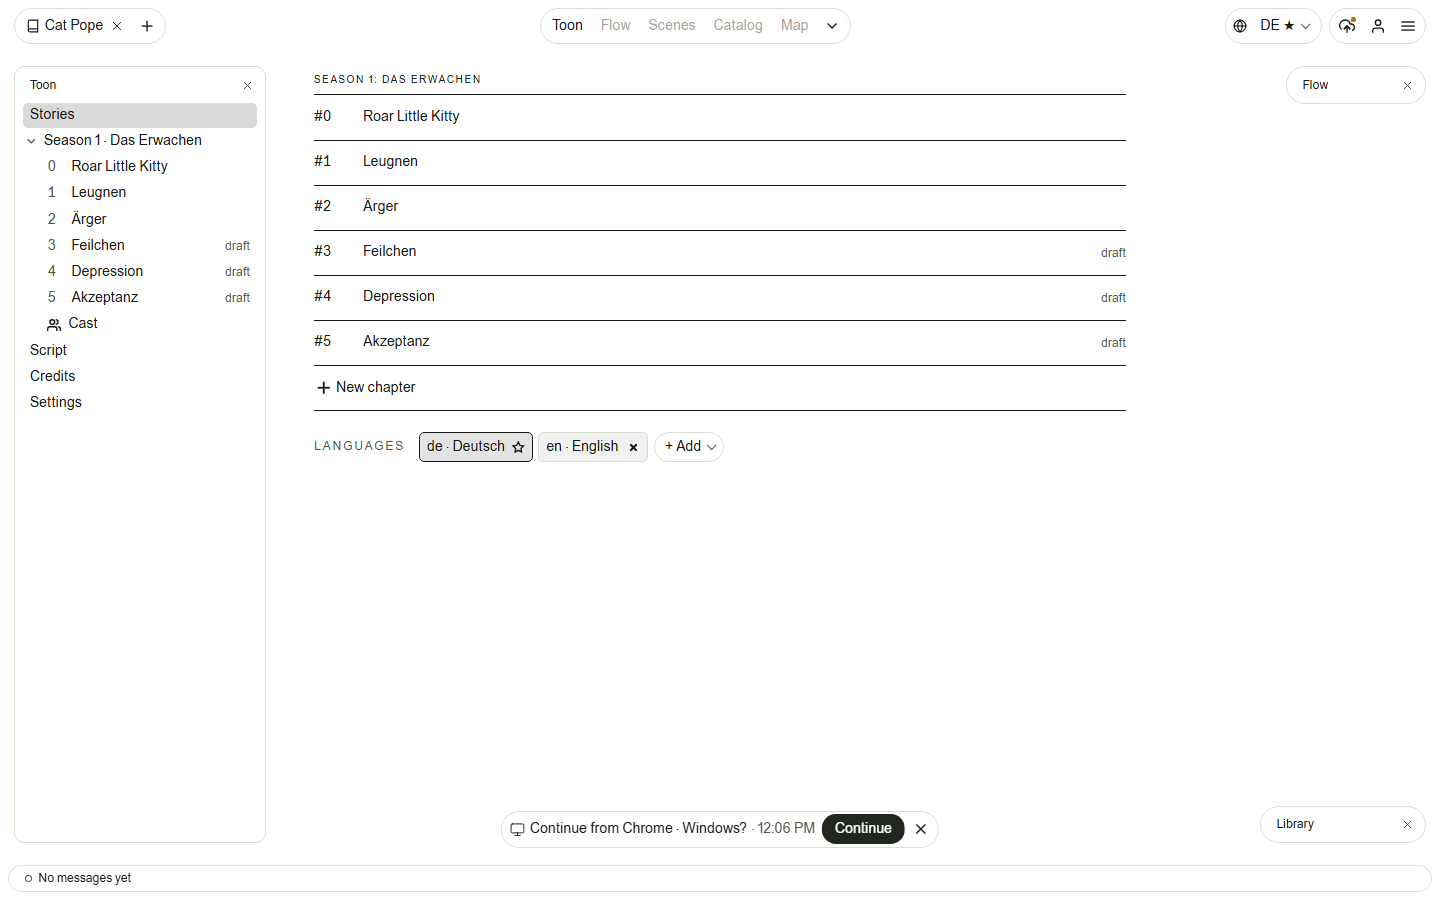 Cat Pope
Toon Flow Scenes Catalog Map
DE ★
Toon
Stories
Season 1 · Das Erwachen
0 Roar Little Kitty
1 Leugnen
2 Ärger
3 Feilchen draft
4 Depression draft
5 Akzeptanz draft
Cast
Script
Credits
Settings
SEASON 1: DAS ERWACHEN
#0 Roar Little Kitty
#1 Leugnen
#2 Ärger
#3 Feilchen draft
#4 Depression draft
#5 Akzeptanz draft
New chapter
LANGUAGES de · Deutsch en · English + Add
Flow
Continue from Chrome · Windows? · 12:06 PM Continue
Library
No messages yet